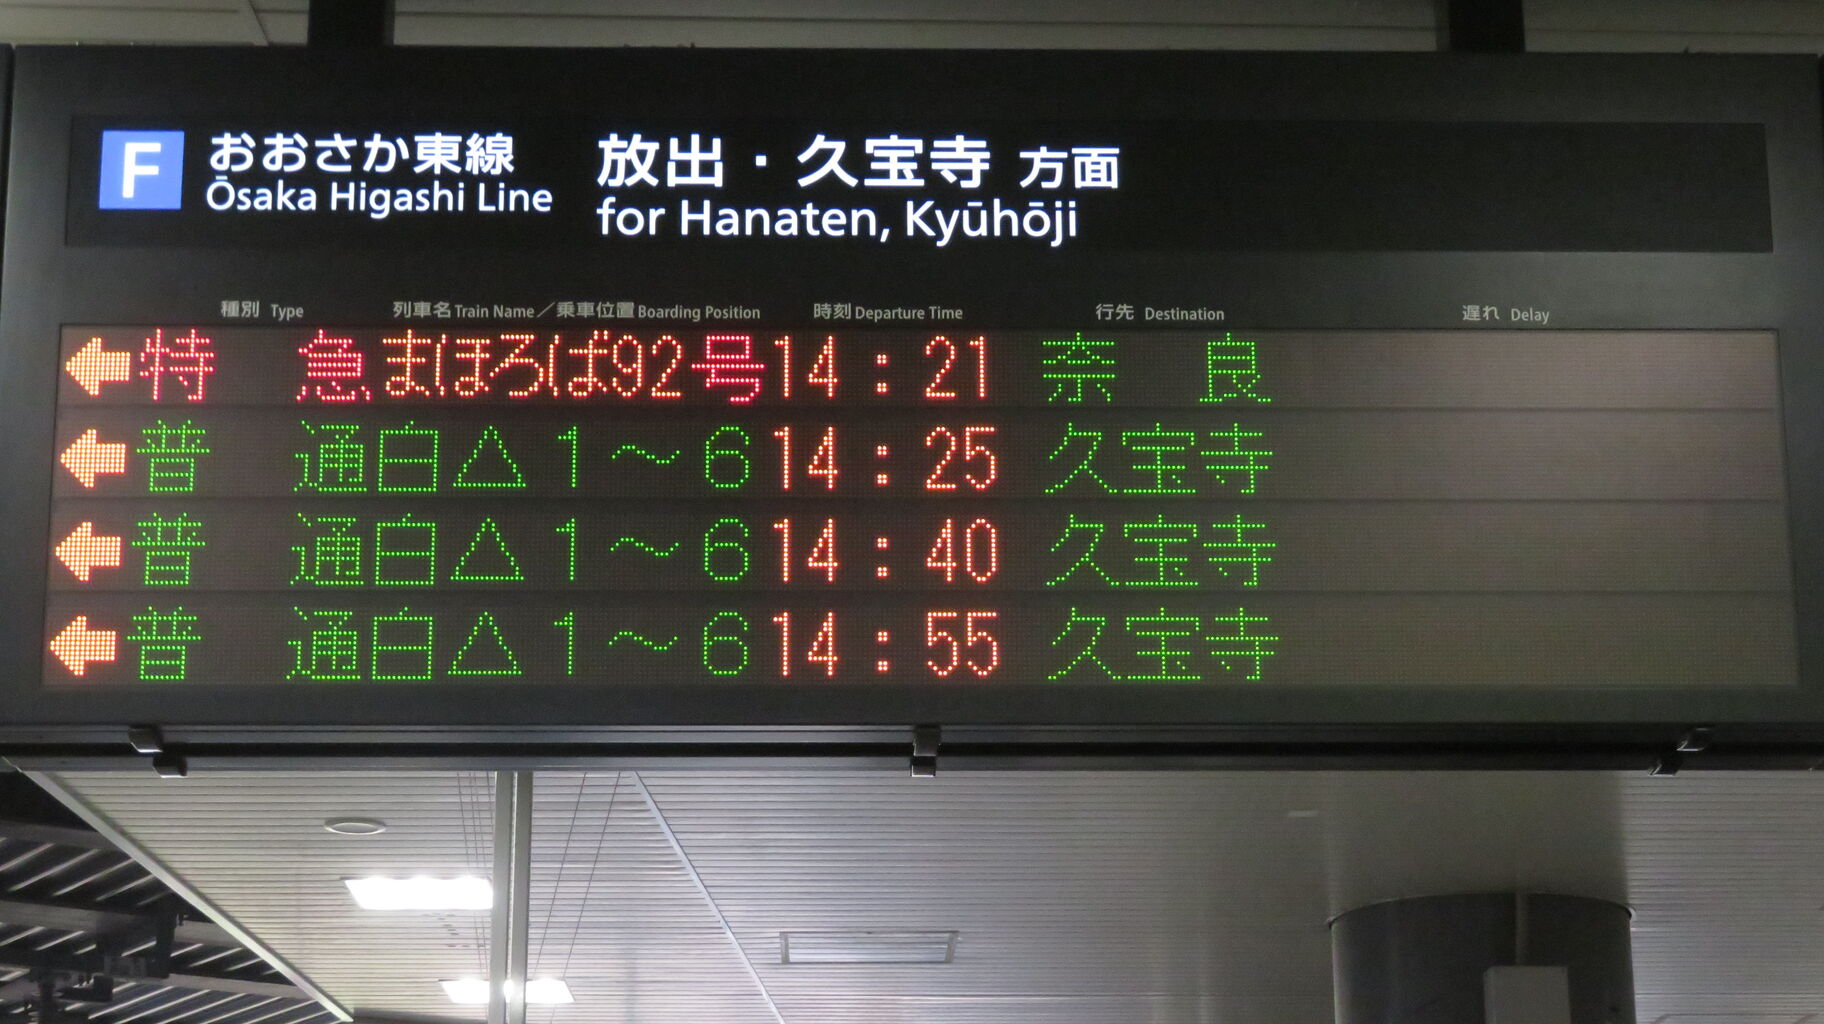 F おおさか東線 放出・久宝寺 方面
Ōsaka Higashi Line for Hanaten, Kyūhōji
種別 Type 列車名 Train Name／乗車位置 Boarding Position 時刻 Departure Time 行先 Destination 遅れ Delay
特急 まほろば92号 14:21 奈良
普通 白△1～6 14:25 久宝寺
普通 白△1～6 14:40 久宝寺
普通 白△1～6 14:55 久宝寺